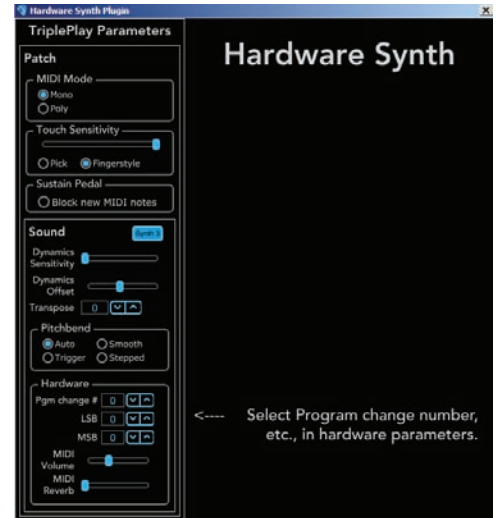 Hardware Synth Plugin
TriplePlay Parameters
Hardware Synth
Patch
MIDI Mode
Mono
Poly
Touch Sensitivity
Pick Fingerstyle
Sustain Pedal
Block new MIDI notes
Sound Synth 3
Dynamics
Sensitivity
Dynamics
Offset
Transpose 0
Pitchbend
Auto Smooth
Trigger Stepped
Hardware
Pgm change # 0
LSB 0
MSB 0
MIDI
Volume
MIDI
Reverb
<---- Select Program change number,
etc., in hardware parameters.